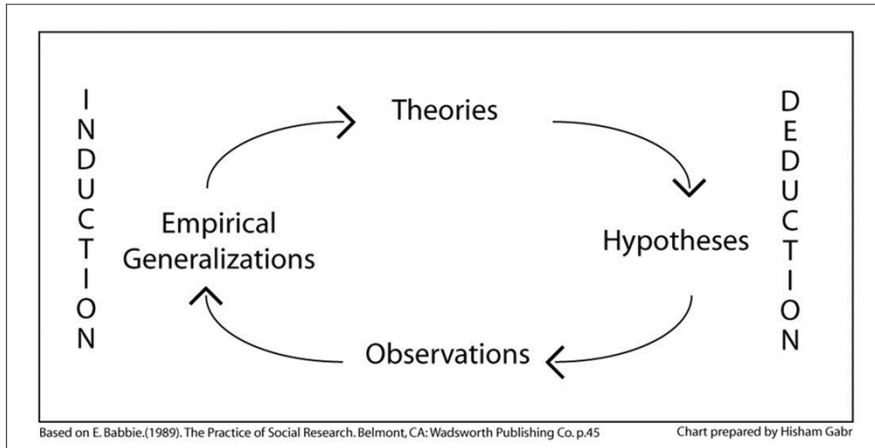 INDUCTION
Theories
DEDUCTION
Empirical
Generalizations
Hypotheses
Observations
Based on E. Babbie.(1989). The Practice of Social Research. Belmont, CA: Wadsworth Publishing Co. p.45
Chart prepared by Hisham Gabr